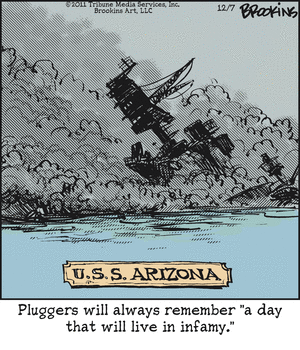 ©2011 Tribune Media Services, Inc.
Brookins Art, LLC
12/7 BROOKINS
U.S.S. ARIZONA
Pluggers will always remember "a day
that will live in infamy."